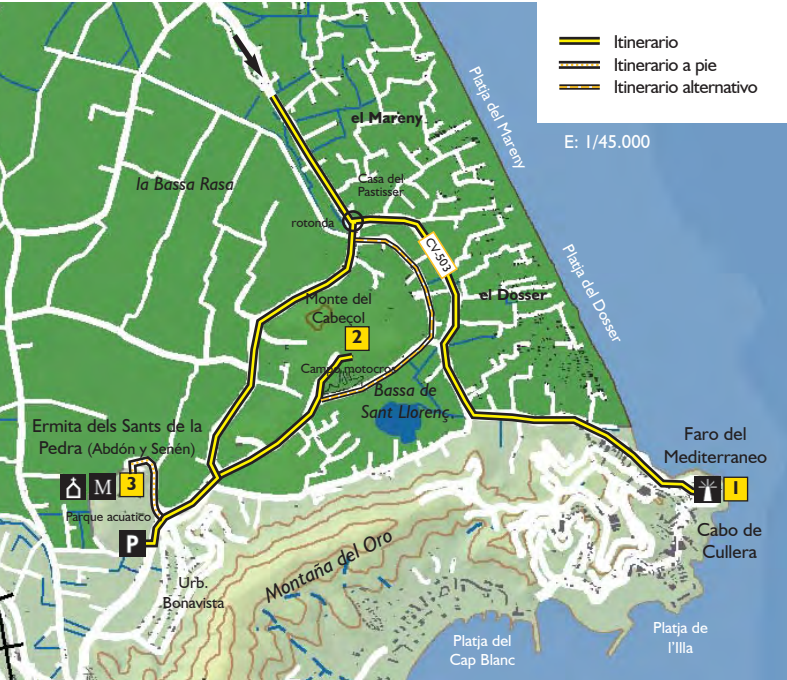 Itinerario
Itinerario a pie
Itinerario alternativo
E: 1/45.000
Platja del Mareny
el Mareny
la Bassa Rasa
Casa del
Pastisser
rotonda
CV-503
Platja del Dosser
el Dosser
Monte del
Cabeçol
2
Campo motocros
Bassa de
Sant Llorenç
Ermita dels Sants de la
Pedra (Abdón y Senén)
M
3
Parque acuatico
P
Faro del
Mediterraneo
1
Cabo de
Cullera
Montaña del Oro
Urb.
Bonavista
Platja del
Cap Blanc
Platja de
l'Illa